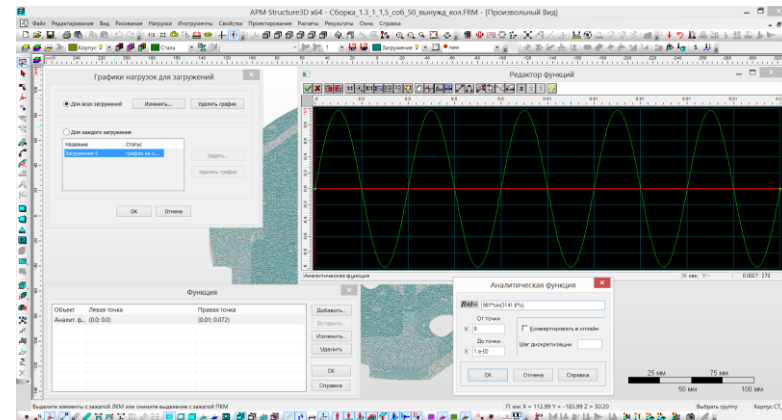 APM Structure3D x64 - Сборка_1.3_1_1,5_соб_50_вынужд_кол.FRM - [Произвольный Вид]
Файл Редактирование Вид Рисование Нагрузки Инструменты Свойства Проектирование Расчеты Результаты Окно Справка
Корпус
Сталь
Загружение 0
Графики нагрузок для загружений
Для всех загружений
Изменить...
Удалить график
Для каждого загружения
Название Статус
Загружение 0 график не о...
Задать...
Удалить график
ОК Отмена
Редактор функций
Аналитическая функция
X: сек. Y: -
Функция
Объект Левая точка Правая точка
Аналит. ф... (0.0; 0.0) (0.01; 0.072)
Добавить...
Вставить...
Изменить...
Удалить
ОК
Справка
Аналитическая функция
f(x)=
От точки
X: 0
До точки
X: 1.e-02
Конвертировать в сплайн
Шаг дискретизации
ОК Отмена Справка
25 мм 75 мм
50 мм 100 мм
Выделите элементы с зажатой ЛКМ или снимите выделение с зажатой ПКМ
Выбрать группу